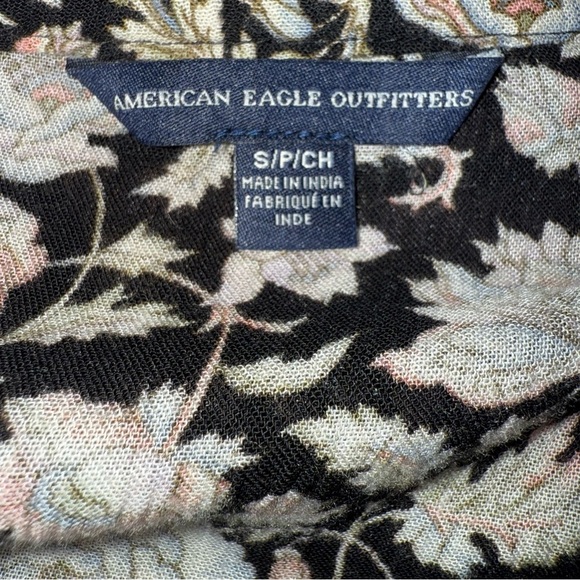 AMERICAN EAGLE OUTFITTERS
S/P/CH
MADE IN INDIA
FABRIQUÉ EN
INDE